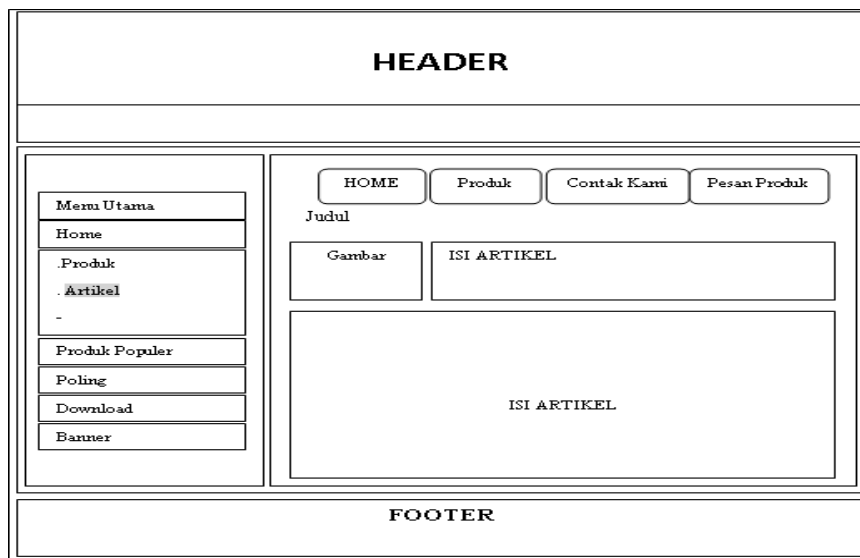 HEADER
Menu Utama
Home
.Produk
. Artikel
-
Produk Populer
Poling
Download
Banner
HOME Produk Contak Kami Pesan Produk
Judul
Gambar
ISI ARTIKEL
ISI ARTIKEL
FOOTER